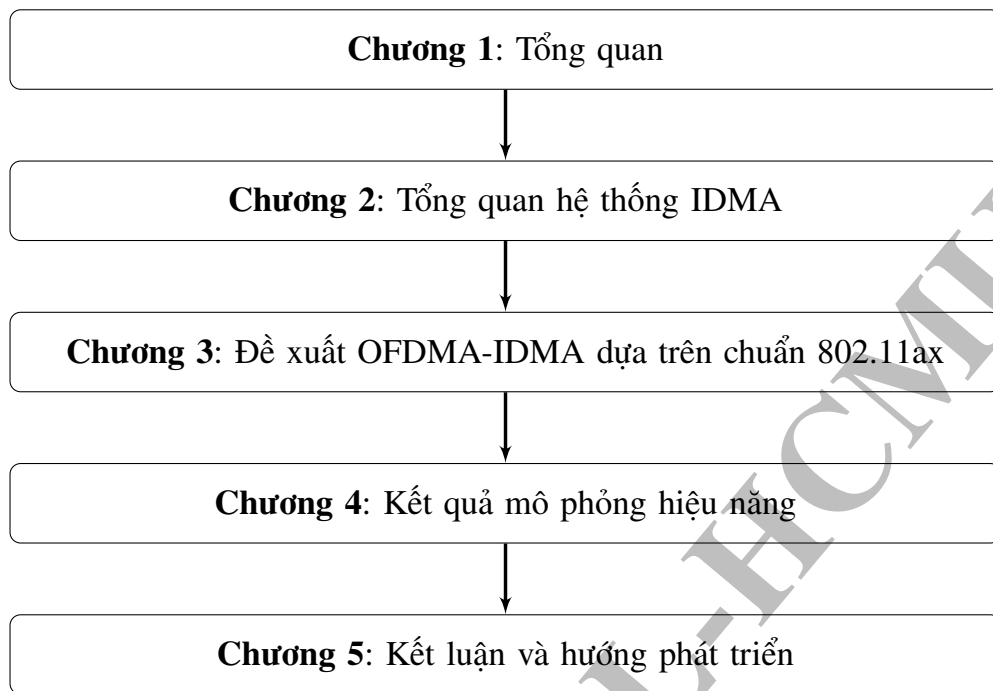 Chương 1: Tổng quan
Chương 2: Tổng quan hệ thống IDMA
Chương 3: Đề xuất OFDMA-IDMA dựa trên chuẩn 802.11ax
Chương 4: Kết quả mô phỏng hiệu năng
Chương 5: Kết luận và hướng phát triển